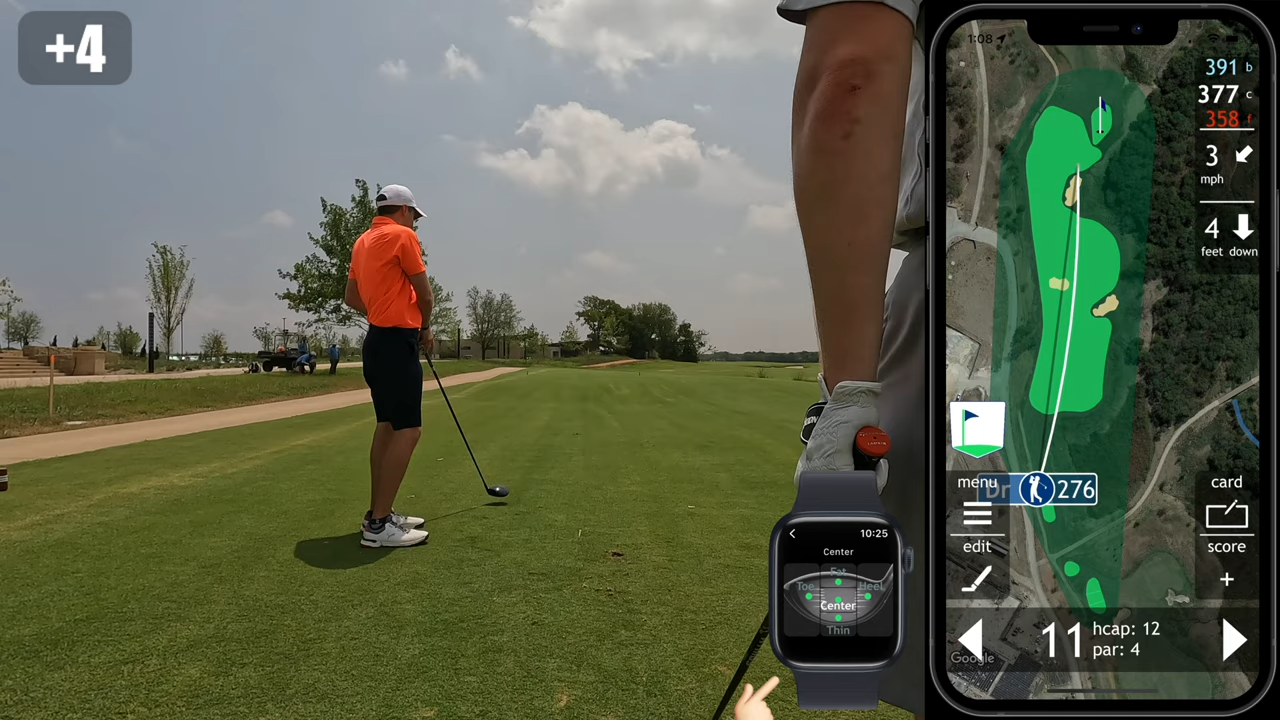 +4
1:08
391 b
377 c
358 f
3
mph
4
feet down
Dr 276
menu
edit
card
score
+
11
hcap: 12
par: 4
Google
10:25
Center
Fat
Toe
Heel
Center
Thin